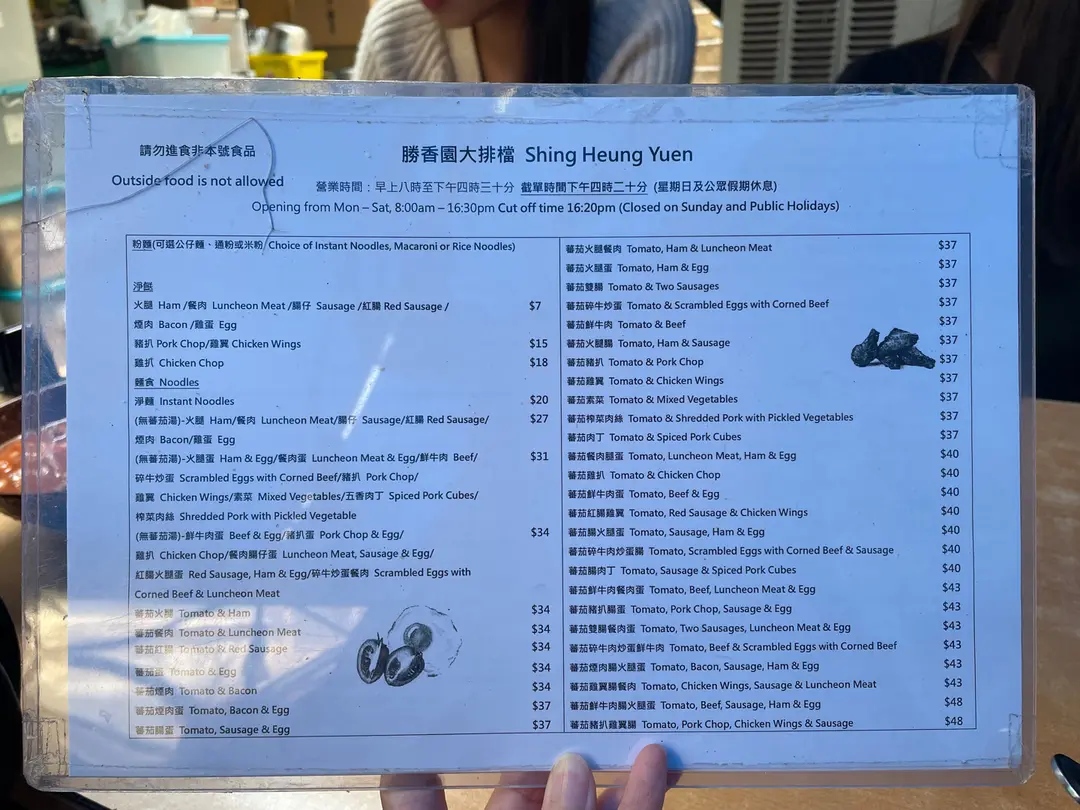 請勿進食非本號食品
Outside food is not allowed
勝香園大排檔 Shing Heung Yuen
營業時間：早上八時至下午四時三十分 截單時間下午四時二十分 (星期日及公眾假期休息)
Opening from Mon – Sat, 8:00am – 16:30pm Cut off time 16:20pm (Closed on Sunday and Public Holidays)
粉麵(可選公仔麵、通粉或米粉 Choice of Instant Noodles, Macaroni or Rice Noodles)
淨餸
火腿 Ham /餐肉 Luncheon Meat /腸仔 Sausage /紅腸 Red Sausage / $7
煙肉 Bacon /雞蛋 Egg
豬扒 Pork Chop/雞翼 Chicken Wings $15
雞扒 Chicken Chop $18
麵食 Noodles
淨麵 Instant Noodles $20
(無蕃茄湯)-火腿 Ham/餐肉 Luncheon Meat/腸仔 Sausage/紅腸 Red Sausage/ $27
煙肉 Bacon/雞蛋 Egg
(無蕃茄湯)-火腿蛋 Ham & Egg/餐肉蛋 Luncheon Meat & Egg/鮮牛肉 Beef/ $31
碎牛炒蛋 Scrambled Eggs with Corned Beef/豬扒 Pork Chop/
雞翼 Chicken Wings/素菜 Mixed Vegetables/五香肉丁 Spiced Pork Cubes/
榨菜肉絲 Shredded Pork with Pickled Vegetable
(無蕃茄湯)-鮮牛肉蛋 Beef & Egg/豬扒蛋 Pork Chop & Egg/ $34
雞扒 Chicken Chop/餐肉腸仔蛋 Luncheon Meat, Sausage & Egg/
紅腸火腿蛋 Red Sausage, Ham & Egg/碎牛炒蛋餐肉 Scrambled Eggs with
Corned Beef & Luncheon Meat
蕃茄火腿 Tomato & Ham $34
蕃茄餐肉 Tomato & Luncheon Meat $34
蕃茄紅腸 Tomato & Red Sausage $34
蕃茄蛋 Tomato & Egg $34
蕃茄煙肉 Tomato & Bacon $34
蕃茄煙肉蛋 Tomato, Bacon & Egg $37
蕃茄腸蛋 Tomato, Sausage & Egg $37
蕃茄火腿餐肉 Tomato, Ham & Luncheon Meat $37
蕃茄火腿蛋 Tomato, Ham & Egg $37
蕃茄雙腸 Tomato & Two Sausages $37
蕃茄碎牛炒蛋 Tomato & Scrambled Eggs with Corned Beef $37
蕃茄鮮牛肉 Tomato & Beef $37
蕃茄火腿腸 Tomato, Ham & Sausage $37
蕃茄豬扒 Tomato & Pork Chop $37
蕃茄雞翼 Tomato & Chicken Wings $37
蕃茄素菜 Tomato & Mixed Vegetables $37
蕃茄榨菜肉絲 Tomato & Shredded Pork with Pickled Vegetables $37
蕃茄肉丁 Tomato & Spiced Pork Cubes $37
蕃茄餐肉腿蛋 Tomato, Luncheon Meat, Ham & Egg $40
蕃茄雞扒 Tomato & Chicken Chop $40
蕃茄鮮牛肉蛋 Tomato, Beef & Egg $40
蕃茄紅腸雞翼 Tomato, Red Sausage & Chicken Wings $40
蕃茄腸火腿蛋 Tomato, Sausage, Ham & Egg $40
蕃茄碎牛肉炒蛋腸 Tomato, Scrambled Eggs with Corned Beef & Sausage $40
蕃茄腸肉丁 Tomato, Sausage & Spiced Pork Cubes $40
蕃茄鮮牛肉餐肉蛋 Tomato, Beef, Luncheon Meat & Egg $43
蕃茄豬扒腸蛋 Tomato, Pork Chop, Sausage & Egg $43
蕃茄雙腸餐肉蛋 Tomato, Two Sausages, Luncheon Meat & Egg $43
蕃茄碎牛肉炒蛋鮮牛肉 Tomato, Beef & Scrambled Eggs with Corned Beef $43
蕃茄煙肉腸火腿蛋 Tomato, Bacon, Sausage, Ham & Egg $43
蕃茄雞翼腸餐肉 Tomato, Chicken Wings, Sausage & Luncheon Meat $43
蕃茄鮮牛肉腸火腿蛋 Tomato, Beef, Sausage, Ham & Egg $48
蕃茄豬扒雞翼腸 Tomato, Pork Chop, Chicken Wings & Sausage $48